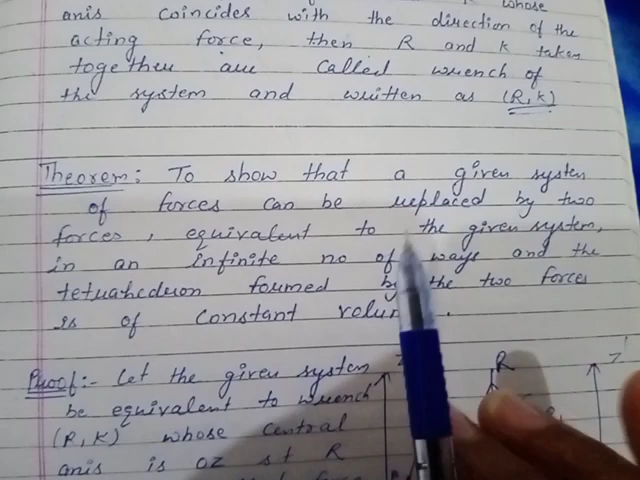 whose
axis coincides with the direction of the
acting force, then R and K taken
together are called wrench of
the system and written as (R,K)
Theorem: To show that a given system
of forces can be replaced by two
forces, equivalent to the given system,
in an infinite no of ways and the
tetrahedron formed by the two forces
is of constant volum
Proof:- Let the given system
be equivalent to wrench
(R,K) whose central
axis is OZ st R
Z R Z'